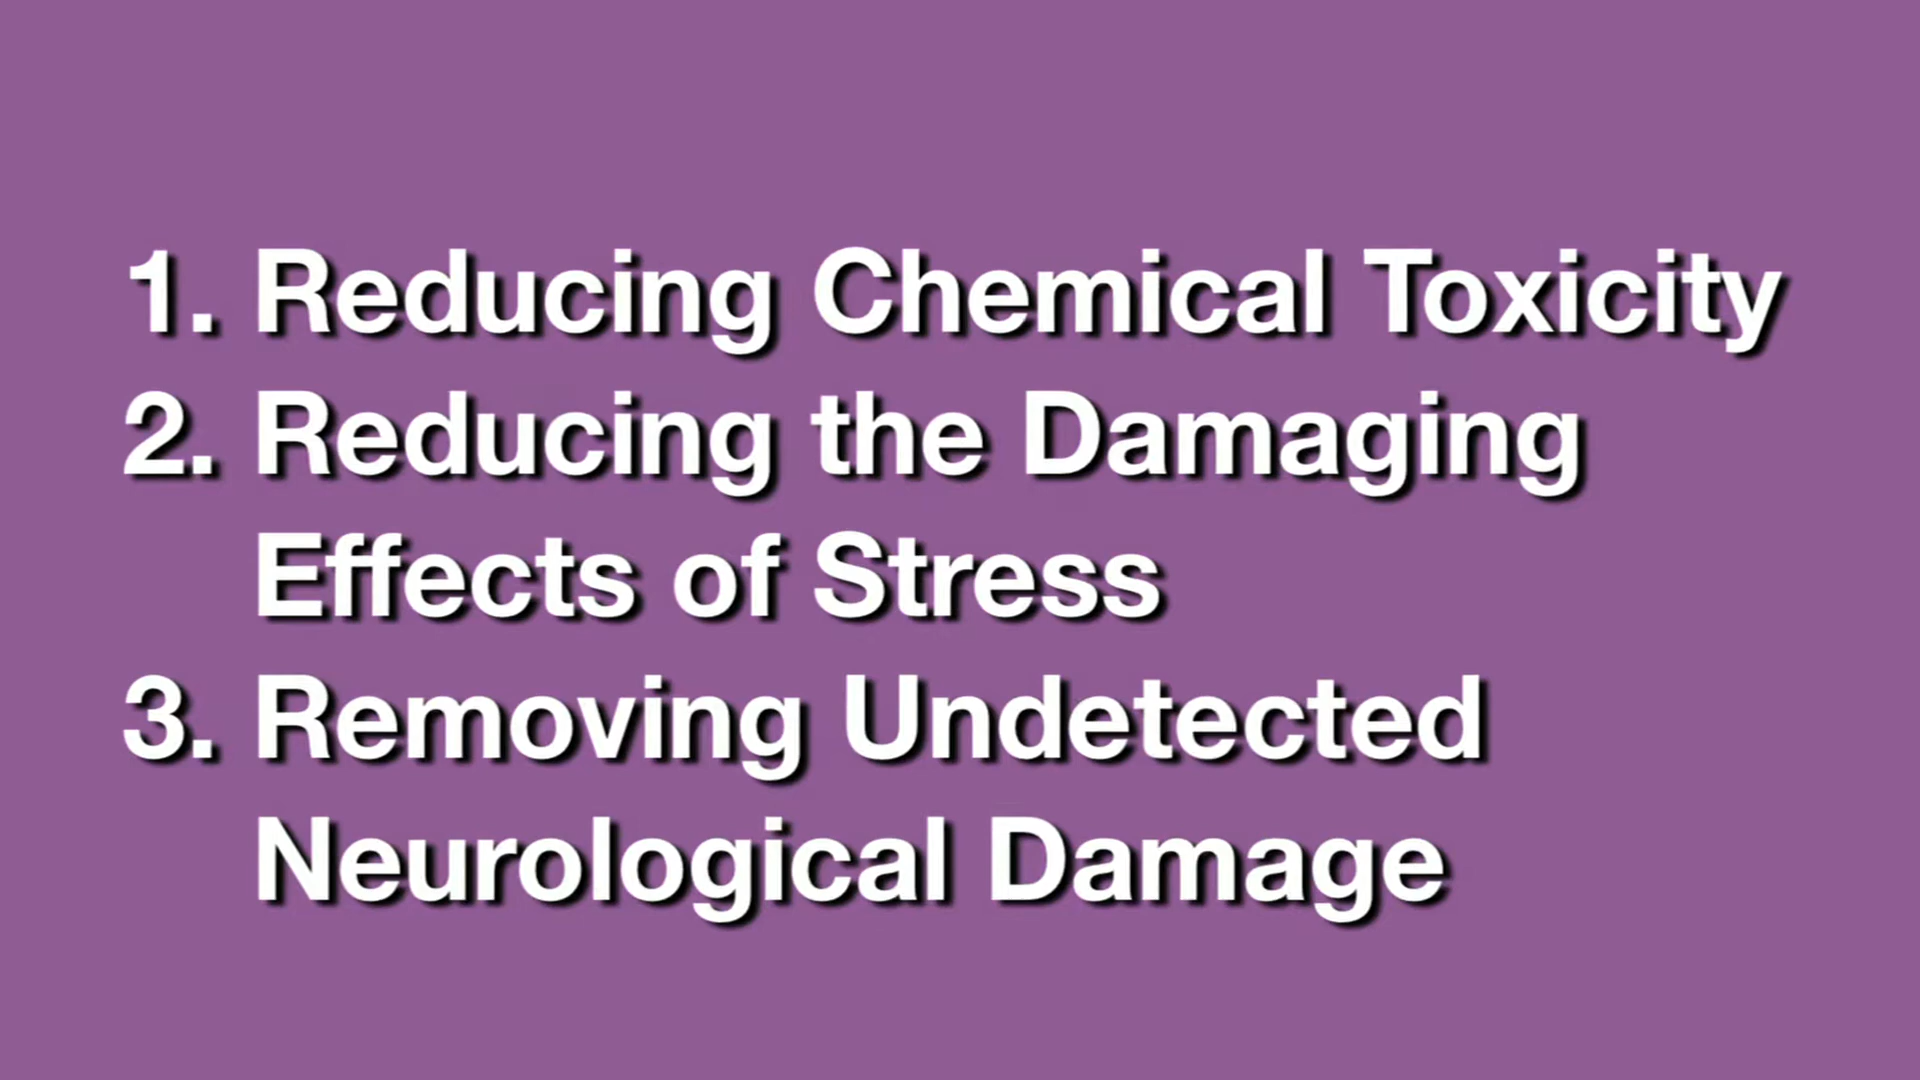 1. Reducing Chemical Toxicity
2. Reducing the Damaging
Effects of Stress
3. Removing Undetected
Neurological Damage